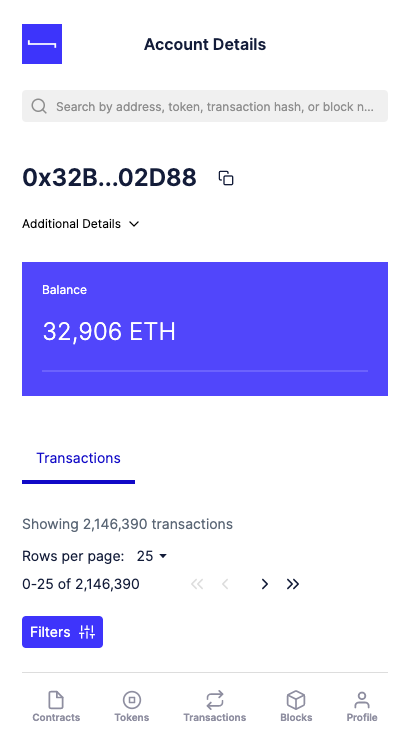 Account Details
Search by address, token, transaction hash, or block n...
0x32B...02D88
Additional Details
Balance
32,906 ETH
Transactions
Showing 2,146,390 transactions
Rows per page: 25
0-25 of 2,146,390
Filters
Contracts Tokens Transactions Blocks Profile